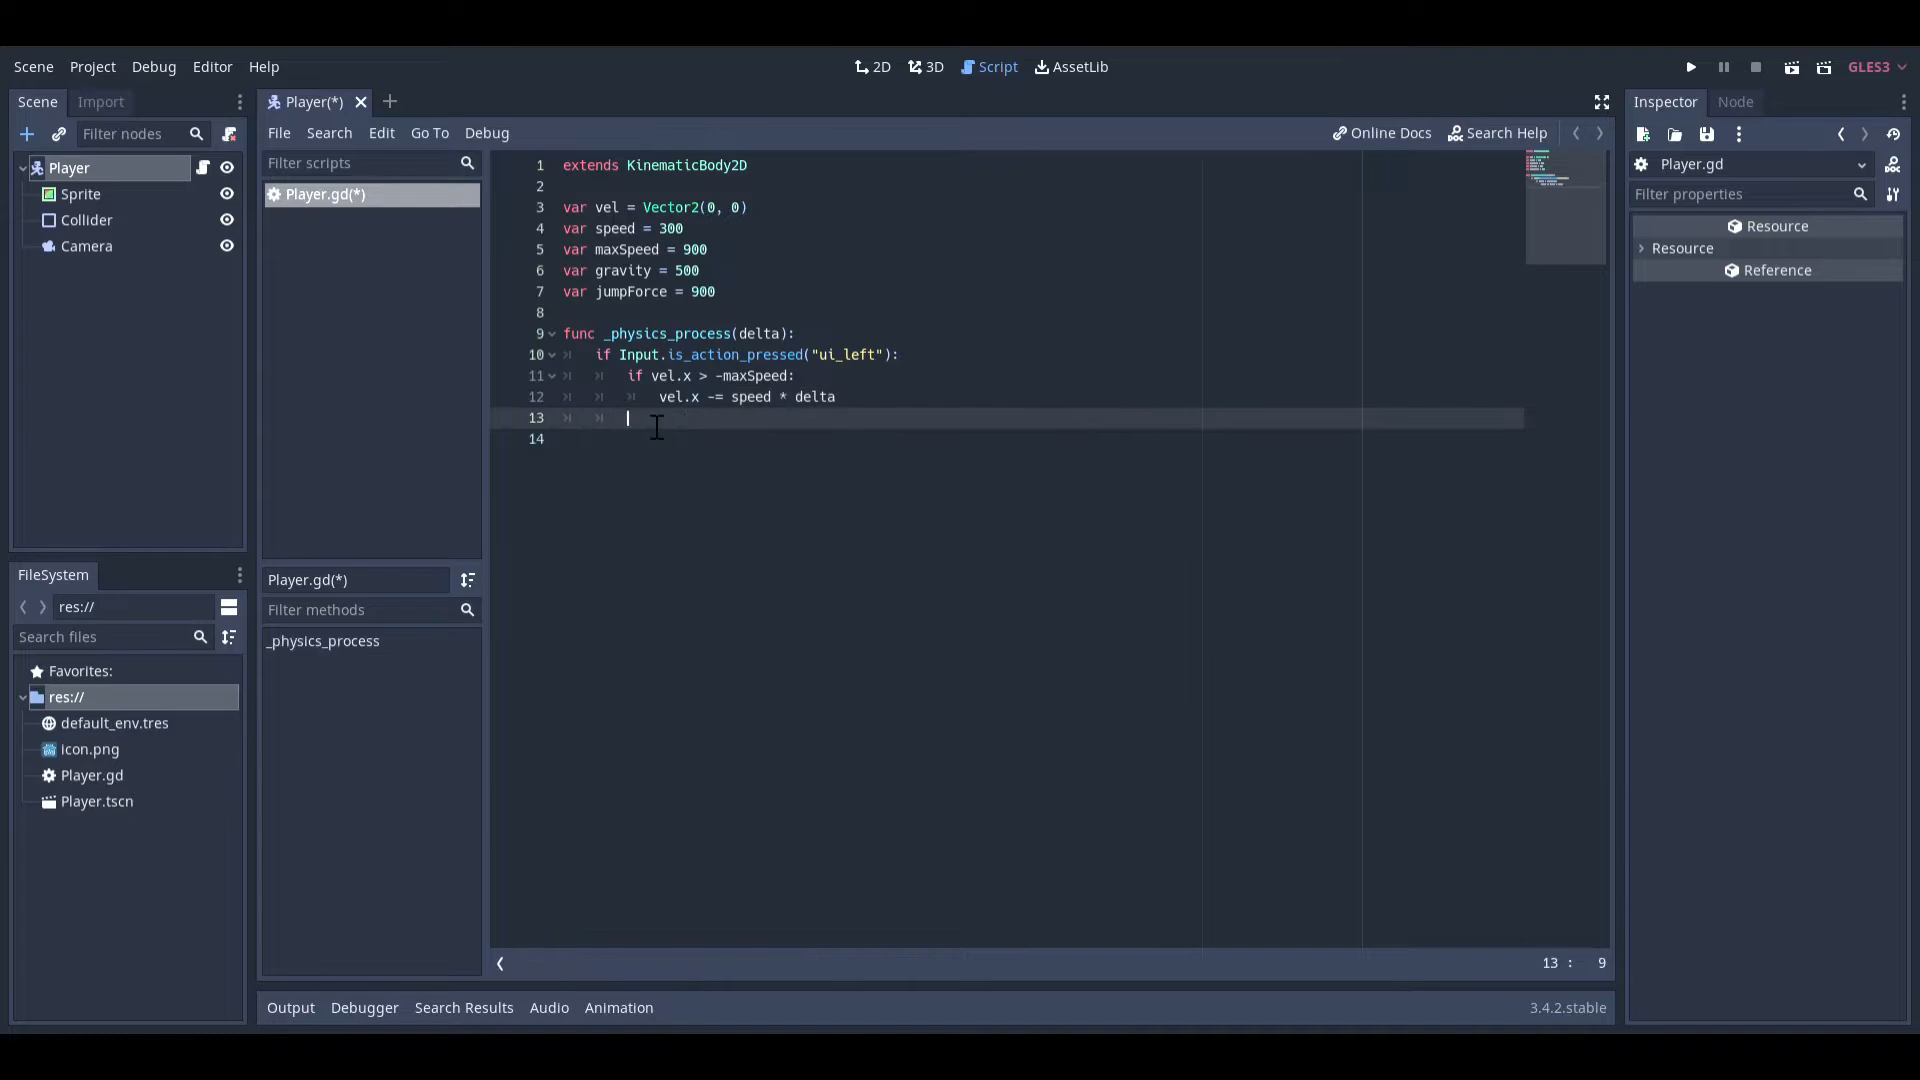 Scene Project Debug Editor Help
2D 3D Script AssetLib
GLES3
Scene Import
Filter nodes
Player
Sprite
Collider
Camera
FileSystem
res://
Search files
Favorites:
res://
default_env.tres
icon.png
Player.gd
Player.tscn
Player(*)
File Search Edit Go To Debug
Online Docs Search Help
Filter scripts
Player.gd(*)
Player.gd(*)
Filter methods
_physics_process
1 extends KinematicBody2D
2
3 var vel = Vector2(0, 0)
4 var speed = 300
5 var maxSpeed = 900
6 var gravity = 500
7 var jumpForce = 900
8
9 func _physics_process(delta):
10 if Input.is_action_pressed("ui_left"):
11 if vel.x > -maxSpeed:
12 vel.x -= speed * delta
13
14
13 : 9
Output Debugger Search Results Audio Animation
3.4.2.stable
Inspector Node
Player.gd
Filter properties
Resource
Resource
Reference